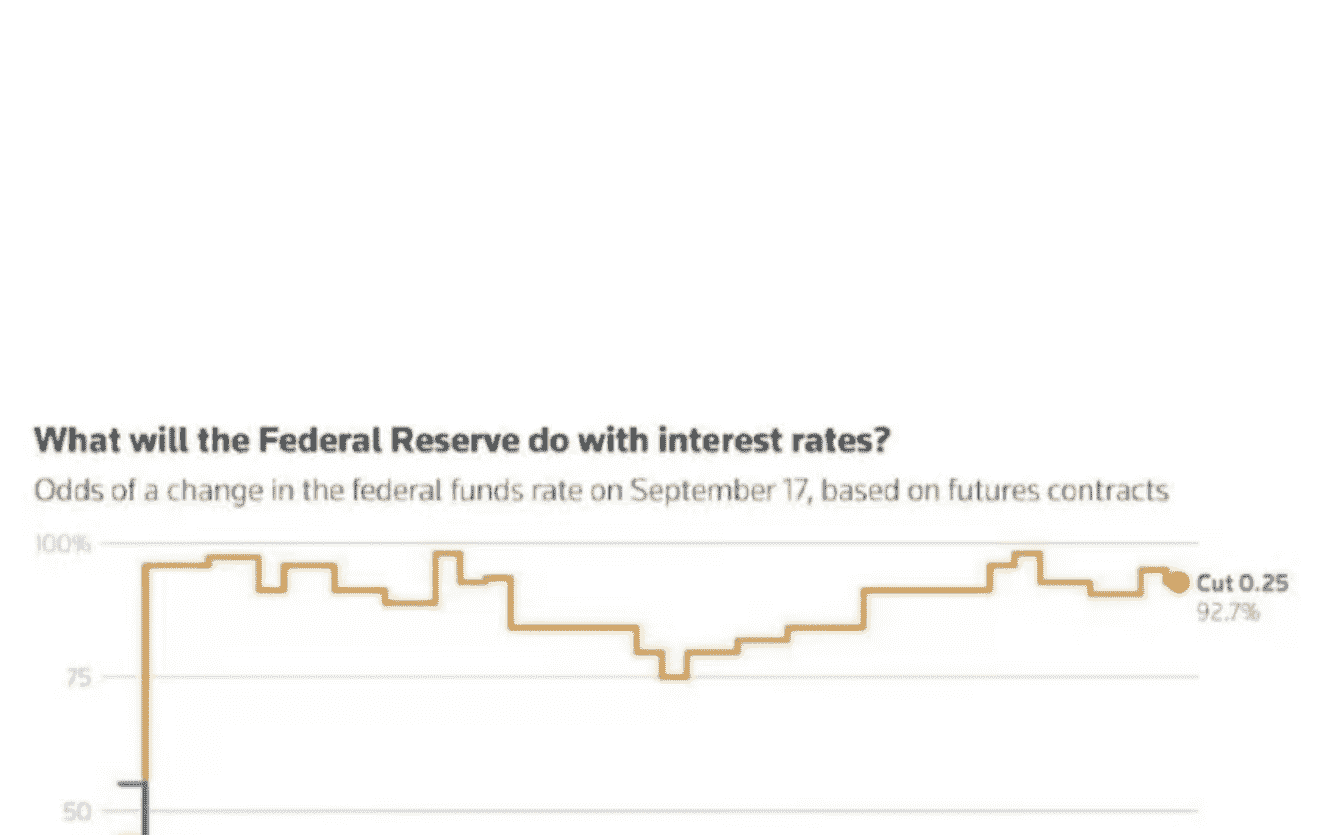 What will the Federal Reserve do with interest rates?
Odds of a change in the federal funds rate on September 17, based on futures contracts
100%
Cut 0.25
92.7%
75
50